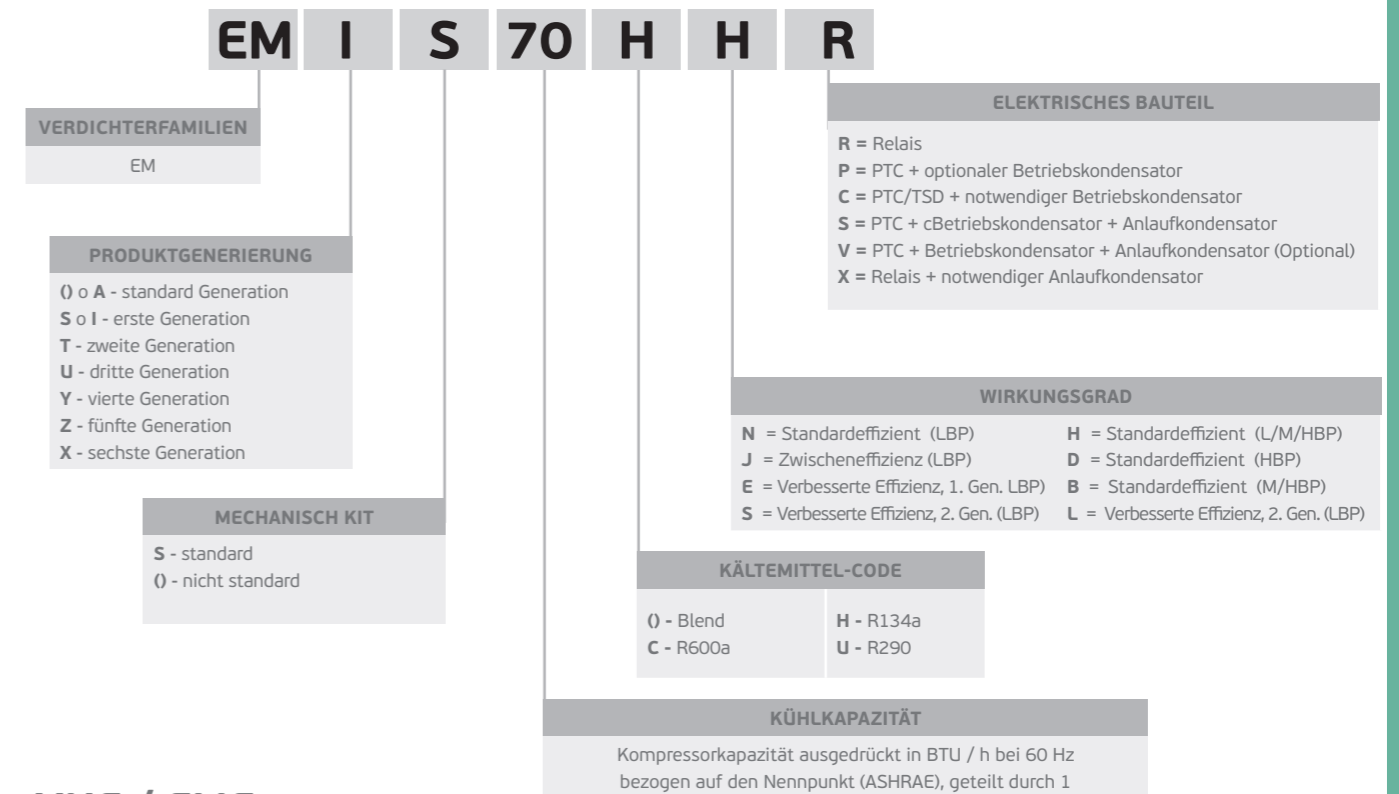 EM I S 70 H H R
VERDICHTERFAMILIEN
EM
PRODUKTGENERIERUNG
() o A - standard Generation
S o I - erste Generation
T - zweite Generation
U - dritte Generation
Y - vierte Generation
Z - fünfte Generation
X - sechste Generation
MECHANISCH KIT
S - standard
() - nicht standard
ELEKTRISCHES BAUTEIL
R = Relais
P = PTC + optionaler Betriebskondensator
C = PTC/TSD + notwendiger Betriebskondensator
S = PTC + cBetriebskondensator + Anlaufkondensator
V = PTC + Betriebskondensator + Anlaufkondensator (Optional)
X = Relais + notwendiger Anlaufkondensator
WIRKUNGSGRAD
N = Standardeffizient (LBP)
J = Zwischeneffizienz (LBP)
E = Verbesserte Effizienz, 1. Gen. LBP)
S = Verbesserte Effizienz, 2. Gen. (LBP)
H = Standardeffizient (L/M/HBP)
D = Standardeffizient (HBP)
B = Standardeffizient (M/HBP)
L = Verbesserte Effizienz, 2. Gen. (LBP)
KÄLTEMITTEL-CODE
() - Blend
C - R600a
H - R134a
U - R290
KÜHLKAPAZITÄT
Kompressorkapazität ausgedrückt in BTU / h bei 60 Hz
bezogen auf den Nennpunkt (ASHRAE), geteilt durch 1